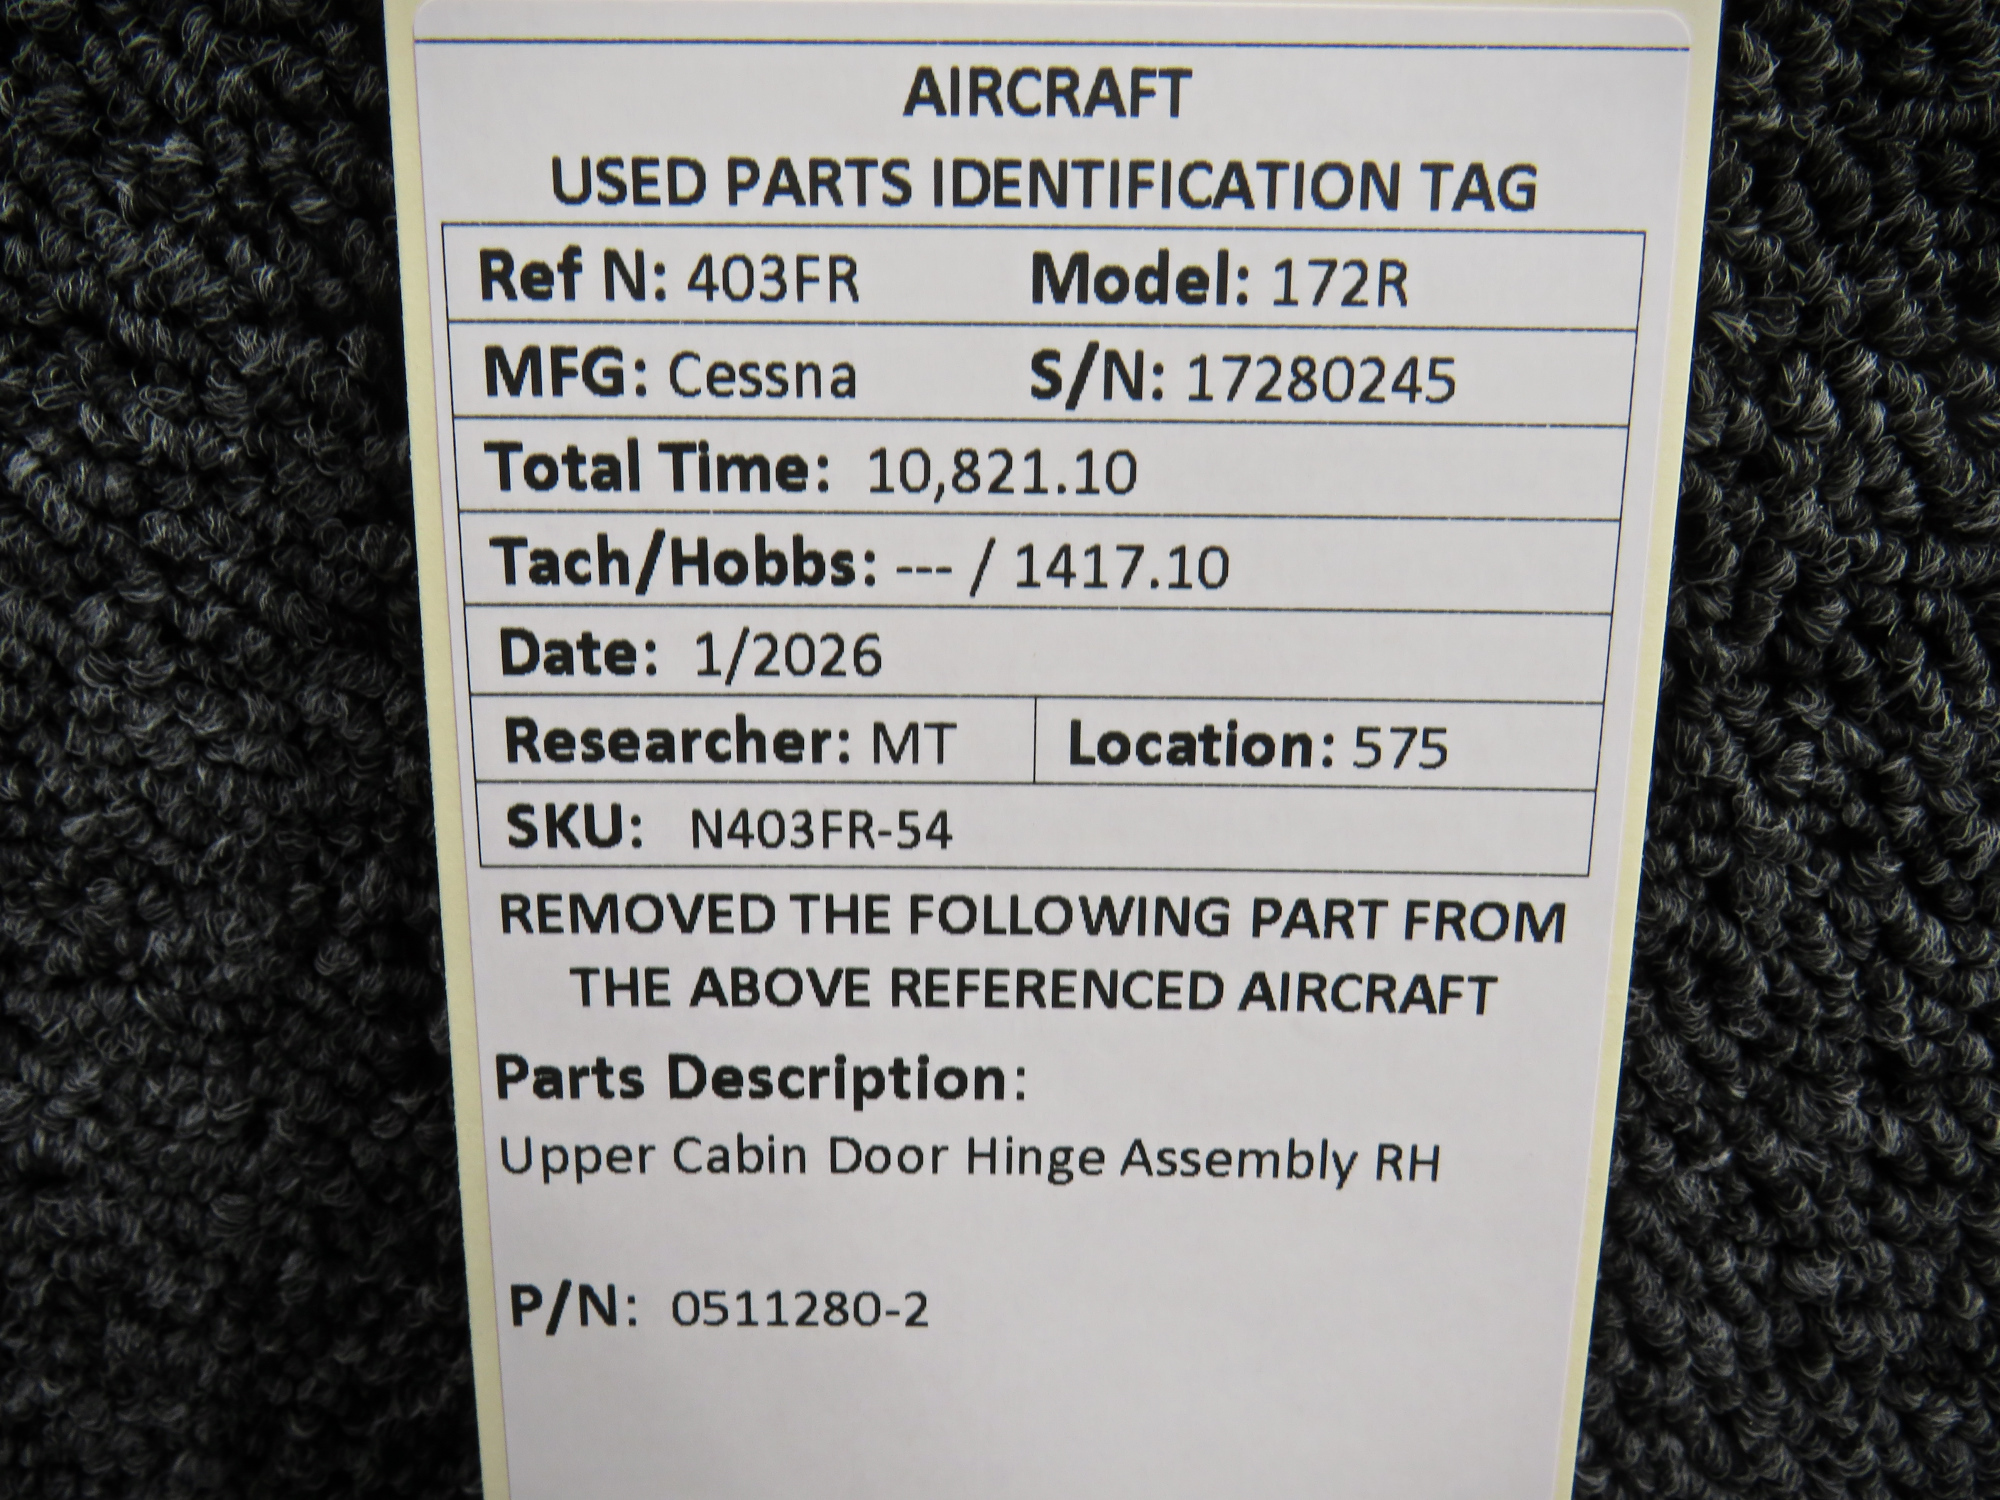 AIRCRAFT
USED PARTS IDENTIFICATION TAG
Ref N: 403FR Model: 172R
MFG: Cessna S/N: 17280245
Total Time: 10,821.10
Tach/Hobbs: --- / 1417.10
Date: 1/2026
Researcher: MT Location: 575
SKU: N403FR-54
REMOVED THE FOLLOWING PART FROM
THE ABOVE REFERENCED AIRCRAFT
Parts Description:
Upper Cabin Door Hinge Assembly RH
P/N: 0511280-2